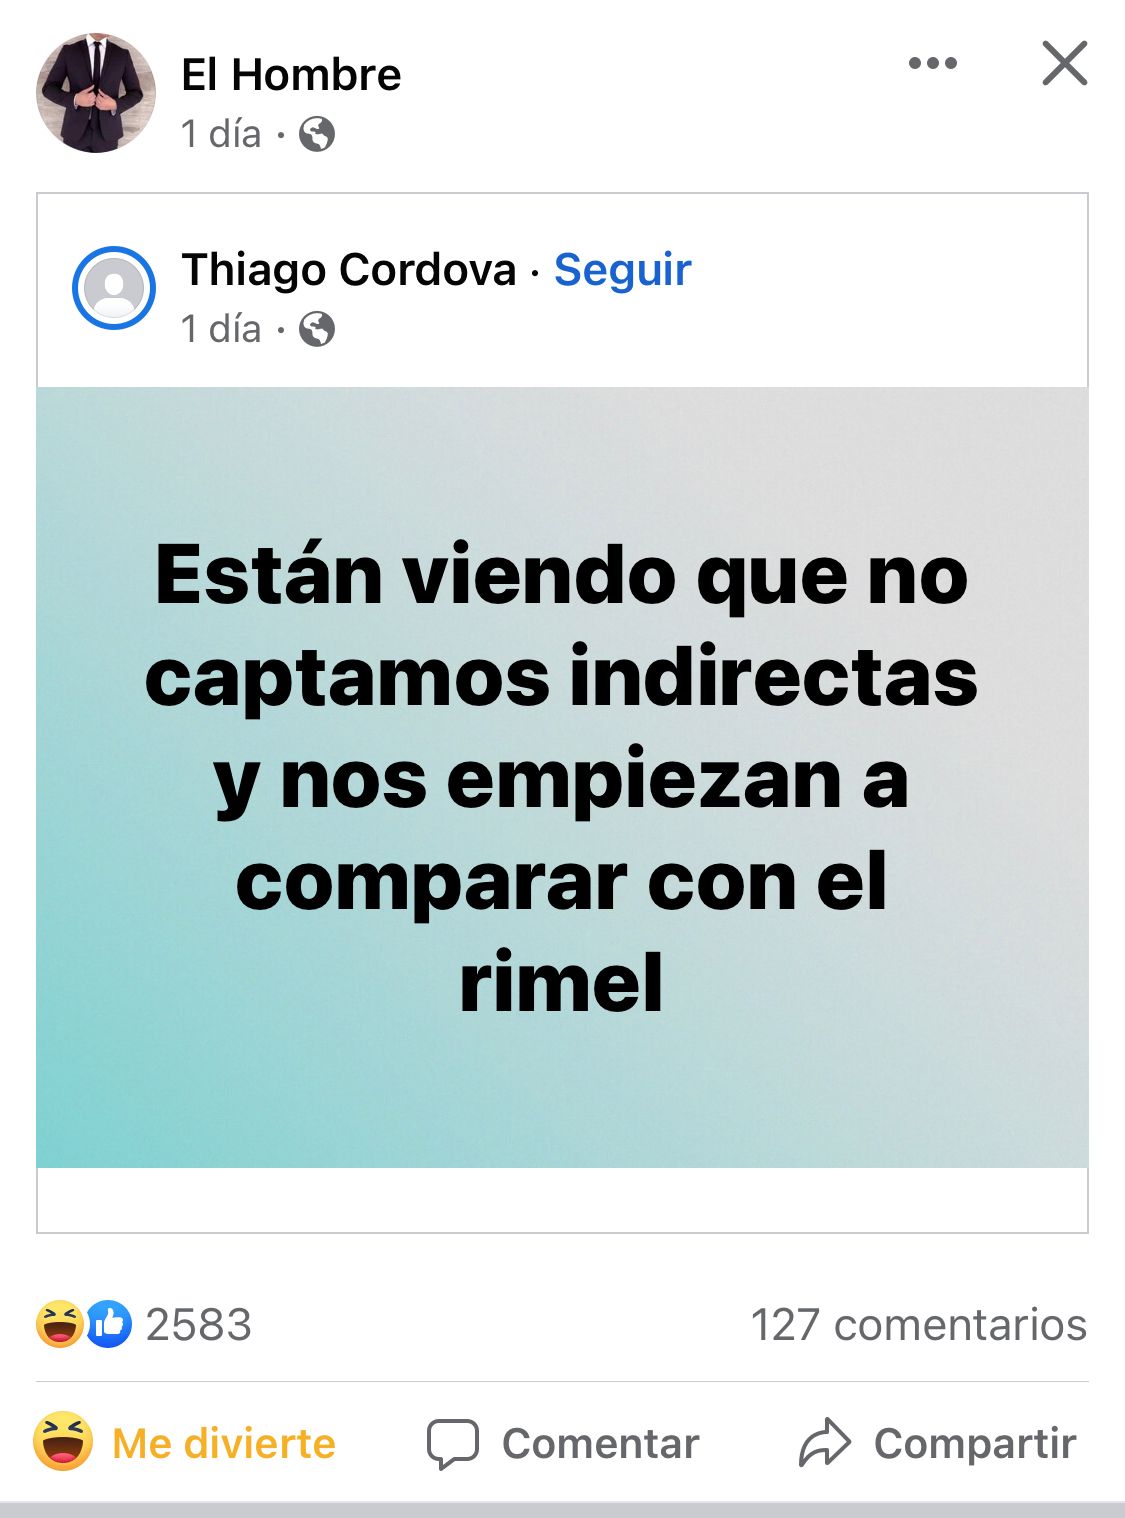 El Hombre
1 día ·
Thiago Cordova · Seguir
1 día ·
Están viendo que no
captamos indirectas
y nos empiezan a
comparar con el
rimel
2583
127 comentarios
Me divierte
Comentar
Compartir